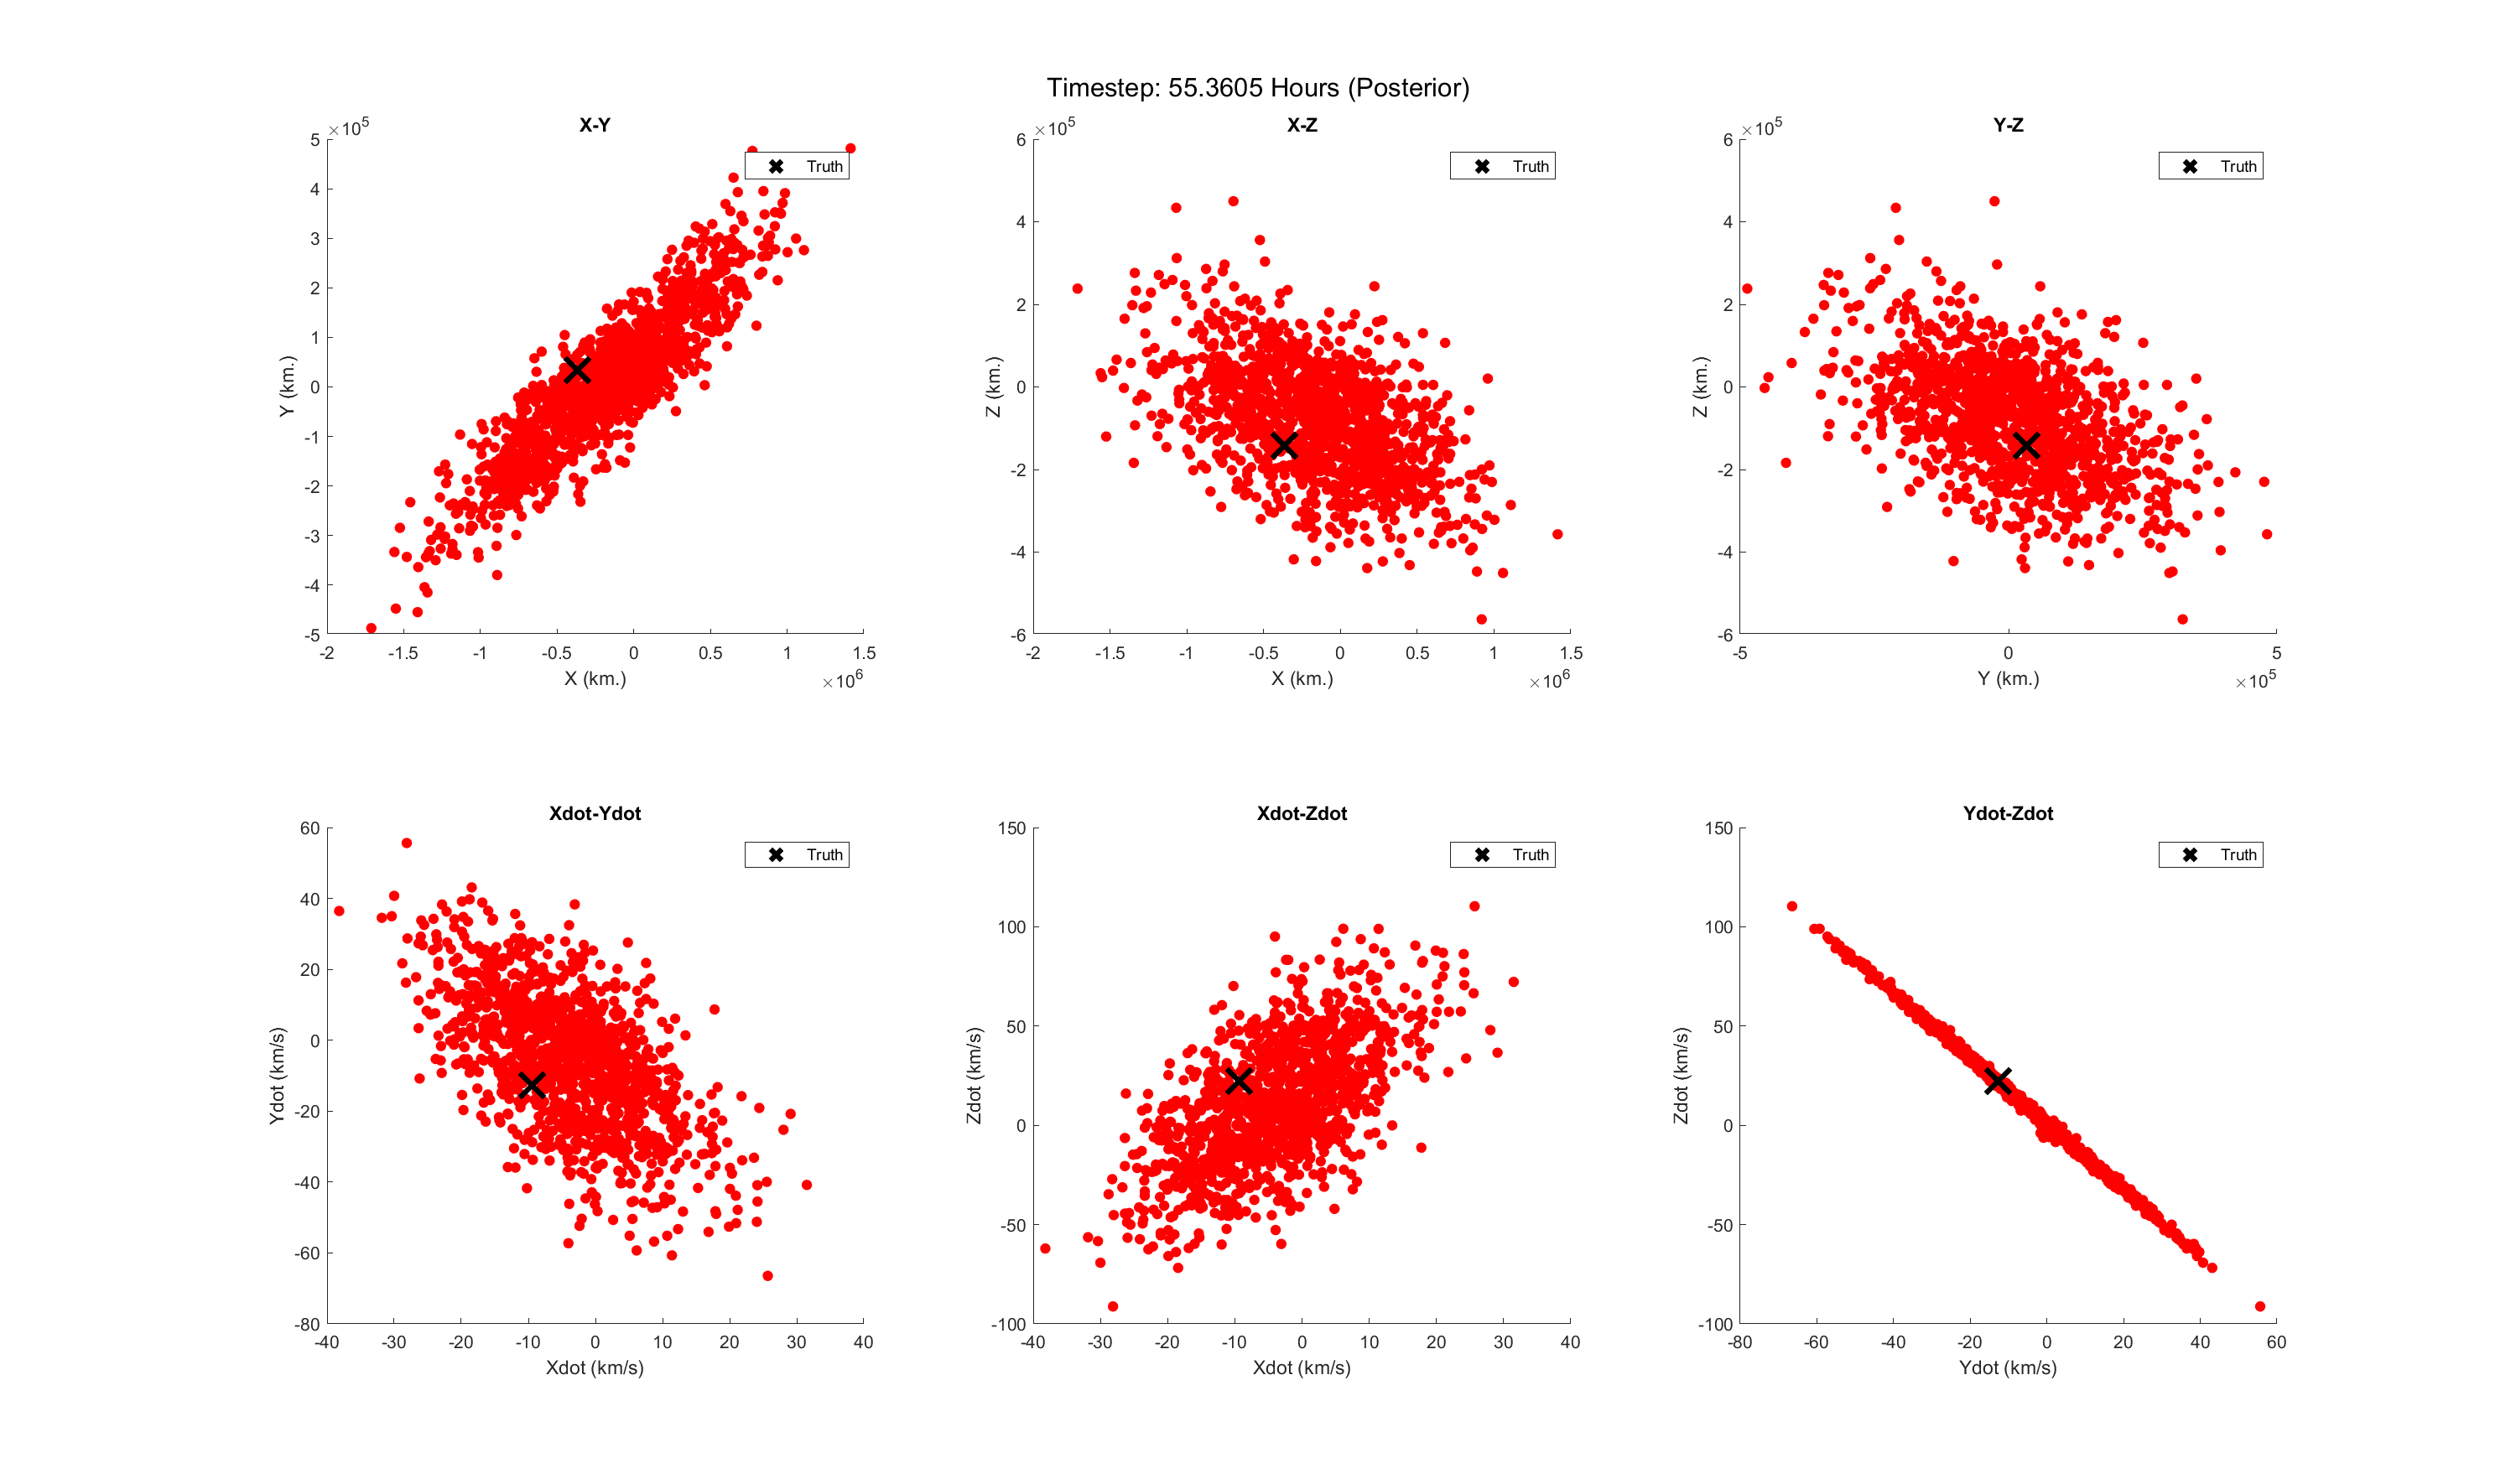 Timestep: 55.3605 Hours (Posterior)
X-Y
×10^5
Truth
5
4
3
2
1
0
-1
-2
-3
-4
-5
Y (km.)
-2 -1.5 -1 -0.5 0 0.5 1 1.5
X (km.)
×10^6
X-Z
×10^5
Truth
6
4
2
0
-2
-4
-6
Z (km.)
-2 -1.5 -1 -0.5 0 0.5 1 1.5
X (km.)
×10^6
Y-Z
×10^5
Truth
6
4
2
0
-2
-4
-6
Z (km.)
-5 0 5
Y (km.)
×10^5
Xdot-Ydot
Truth
60
40
20
0
-20
-40
-60
-80
Ydot (km/s)
-40 -30 -20 -10 0 10 20 30 40
Xdot (km/s)
Xdot-Zdot
Truth
150
100
50
0
-50
-100
Zdot (km/s)
-40 -30 -20 -10 0 10 20 30 40
Xdot (km/s)
Ydot-Zdot
Truth
150
100
50
0
-50
-100
Zdot (km/s)
-80 -60 -40 -20 0 20 40 60
Ydot (km/s)